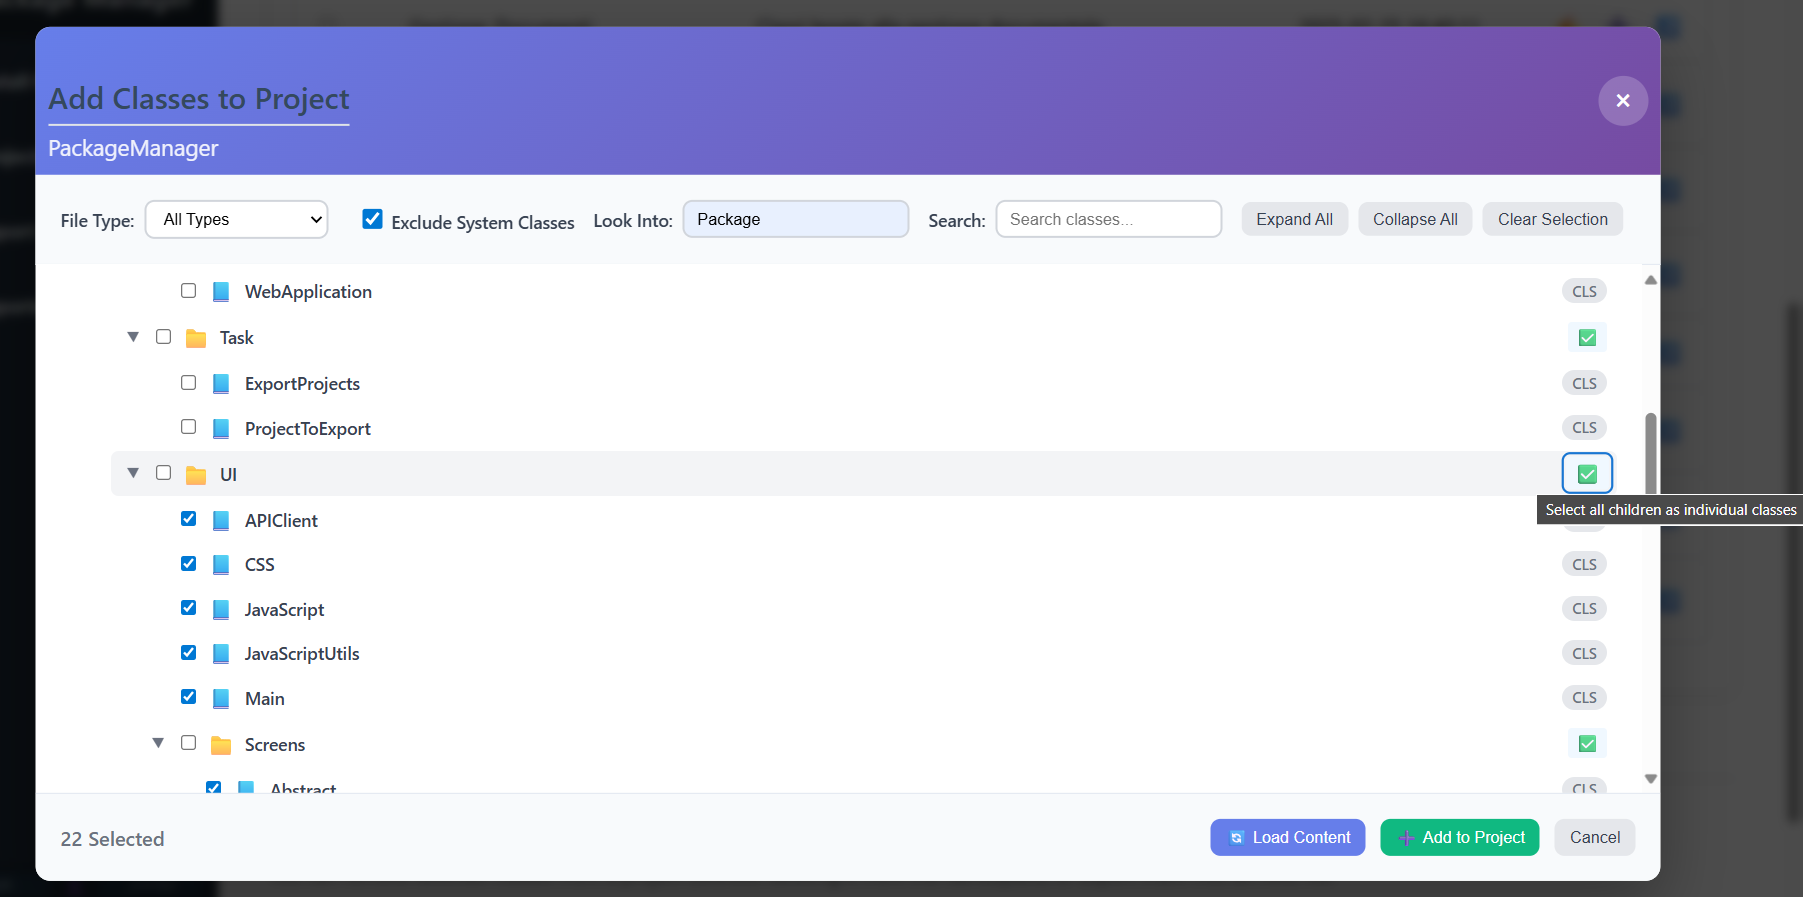 Add Classes to Project
PackageManager
File Type: All Types Exclude System Classes Look Into: Package Search: Search classes... Expand All Collapse All Clear Selection
WebApplication CLS
Task
ExportProjects CLS
ProjectToExport CLS
UI
Select all children as individual classes
APIClient
CSS CLS
JavaScript CLS
JavaScriptUtils CLS
Main CLS
Screens
Abstract CLS
22 Selected Load Content Add to Project Cancel